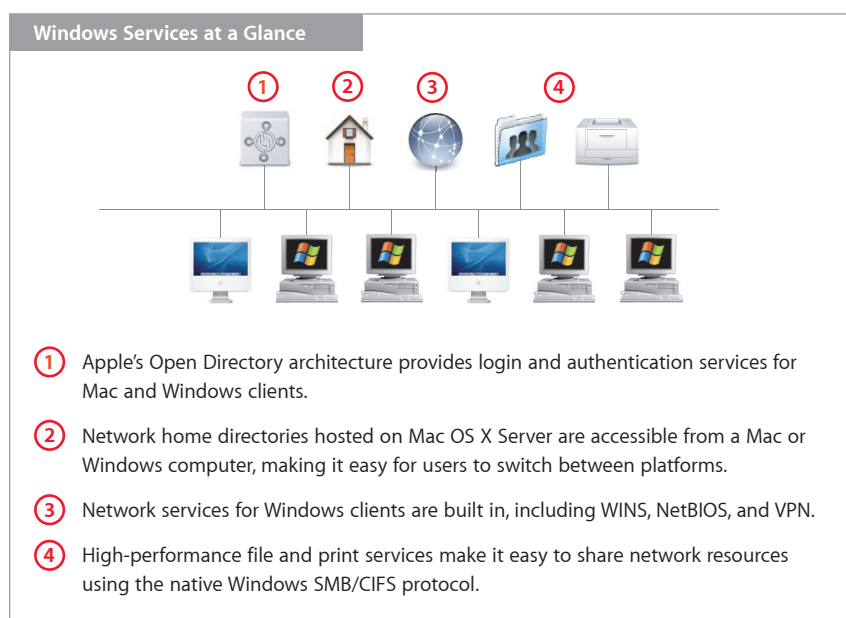 Windows Services at a Glance
1 2 3 4
1 Apple's Open Directory architecture provides login and authentication services for
Mac and Windows clients.
2 Network home directories hosted on Mac OS X Server are accessible from a Mac or
Windows computer, making it easy for users to switch between platforms.
3 Network services for Windows clients are built in, including WINS, NetBIOS, and VPN.
4 High-performance file and print services make it easy to share network resources
using the native Windows SMB/CIFS protocol.